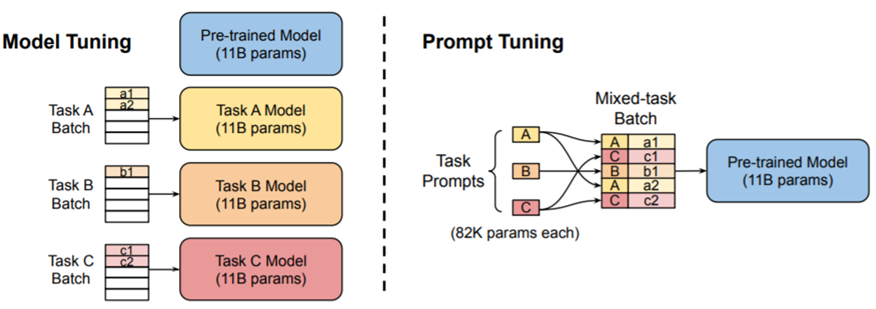 Model Tuning
Pre-trained Model
(11B params)
Task A
Batch
a1
a2
Task A Model
(11B params)
Task B
Batch
b1
Task B Model
(11B params)
Task C
Batch
c1
c2
Task C Model
(11B params)
Prompt Tuning
Mixed-task
Batch
Task
Prompts
A
B
C
(82K params each)
A a1
C c1
B b1
A a2
C c2
Pre-trained Model
(11B params)